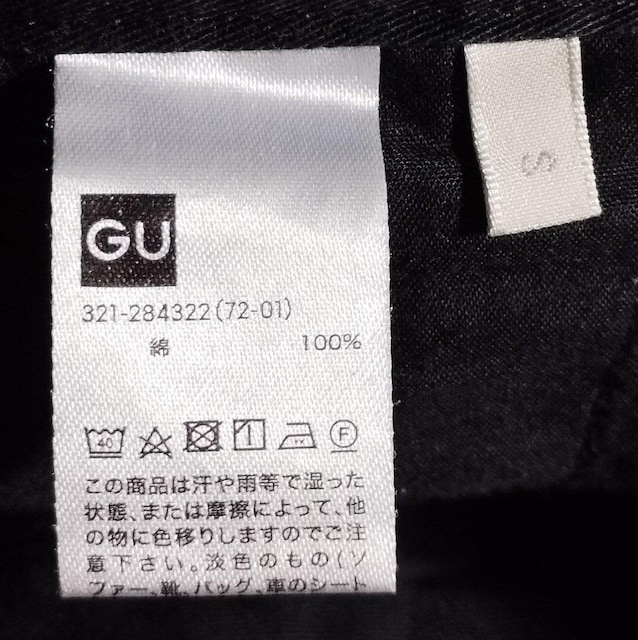 GU
321-284322(72-01)
綿 100%
40
F
この商品は汗や雨等で湿った
状態、または摩擦によって、他
の物に色移りしますのでご注
意下さい。淡色のもの(ソ
ファー、靴、バッグ、車のシート
S